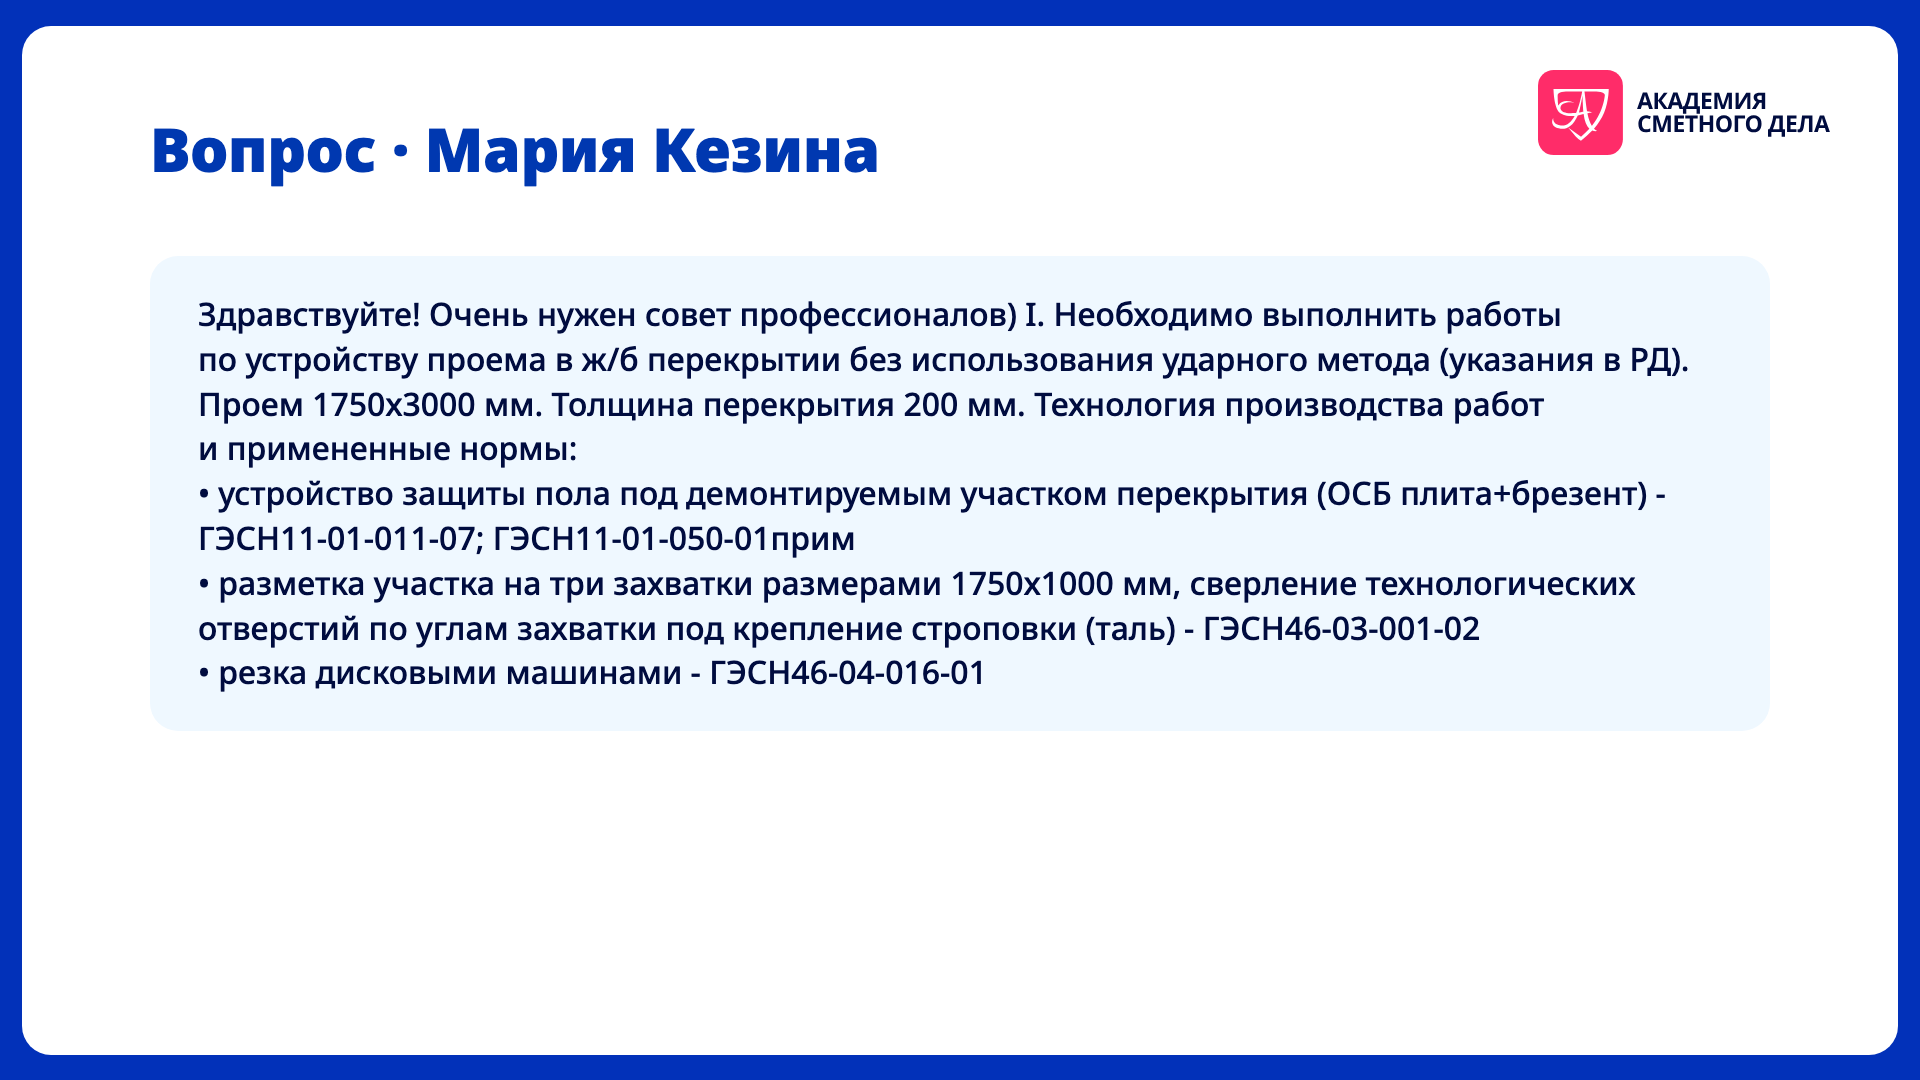 АКАДЕМИЯ
СМЕТНОГО ДЕЛА
Вопрос · Мария Кезина
Здравствуйте! Очень нужен совет профессионалов) I. Необходимо выполнить работы
по устройству проема в ж/б перекрытии без использования ударного метода (указания в РД).
Проем 1750х3000 мм. Толщина перекрытия 200 мм. Технология производства работ
и примененные нормы:
• устройство защиты пола под демонтируемым участком перекрытия (ОСБ плита+брезент) -
ГЭСН11-01-011-07; ГЭСН11-01-050-01прим
• разметка участка на три захватки размерами 1750х1000 мм, сверление технологических
отверстий по углам захватки под крепление строповки (таль) - ГЭСН46-03-001-02
• резка дисковыми машинами - ГЭСН46-04-016-01